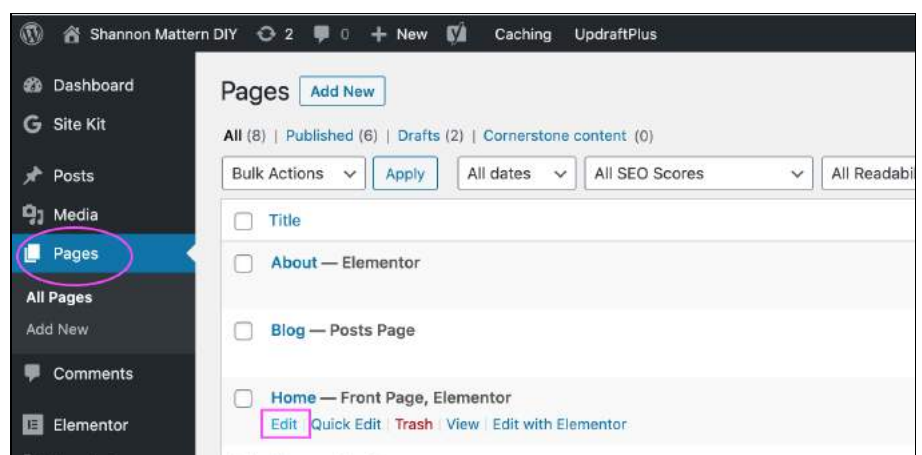 Shannon Mattern DIY 2 0 + New Caching UpdraftPlus
Dashboard
Site Kit
Posts
Media
Pages
All Pages
Add New
Comments
Elementor
Pages Add New
All (8) | Published (6) | Drafts (2) | Cornerstone content (0)
Bulk Actions Apply All dates All SEO Scores All Readabil
Title
About — Elementor
Blog — Posts Page
Home — Front Page, Elementor
Edit | Quick Edit | Trash | View | Edit with Elementor